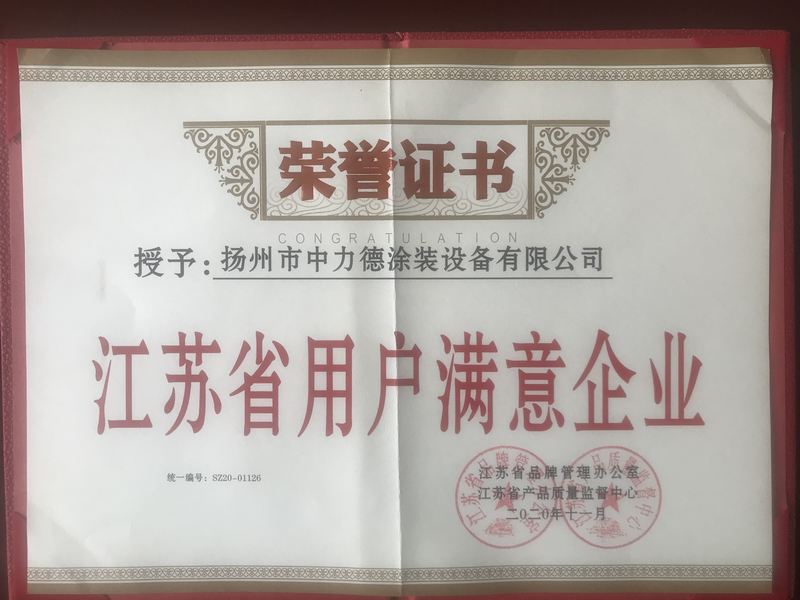 荣誉证书
CONGRATULATION
授予：扬州市中力德涂装设备有限公司
江苏省用户满意企业
统一编号：SZ20-01126
江苏省品牌管理办公室
江苏省产品质量监督中心
二〇二〇年十一月